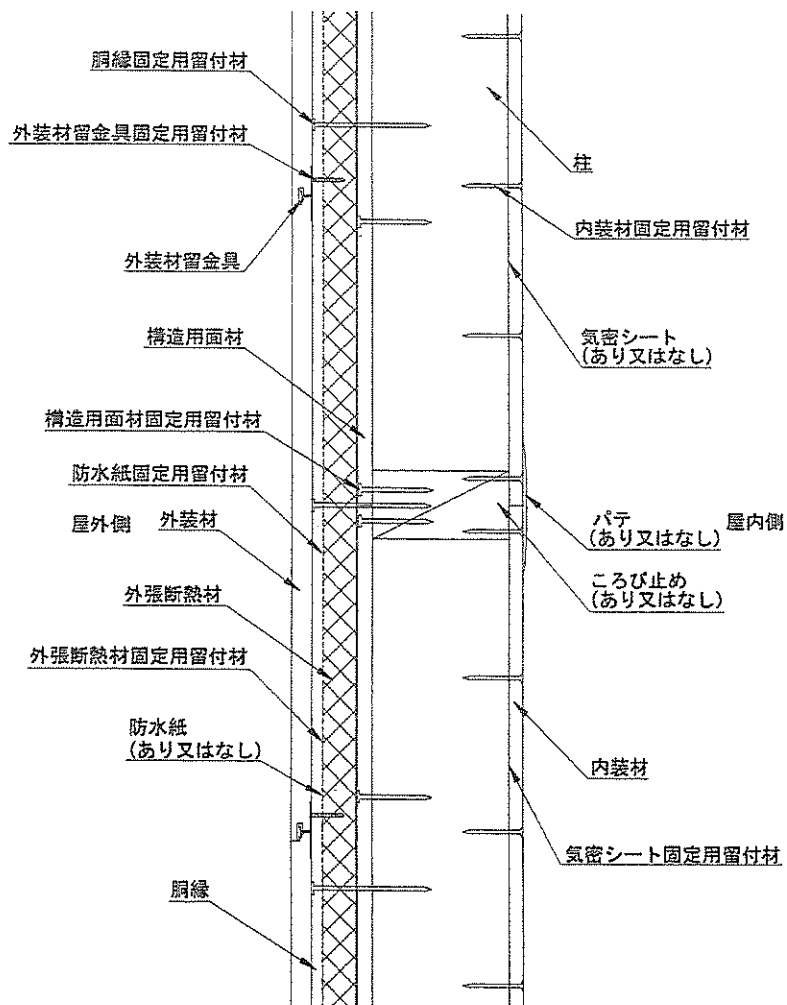 胴縁固定用留付材
外装材留金具固定用留付材
外装材留金具
構造用面材
構造用面材固定用留付材
防水紙固定用留付材
屋外側
外装材
外張断熱材
外張断熱材固定用留付材
防水紙
(あり又はなし)
胴縁
柱
内装材固定用留付材
気密シート
(あり又はなし)
パテ
(あり又はなし)
屋内側
ころび止め
(あり又はなし)
内装材
気密シート固定用留付材